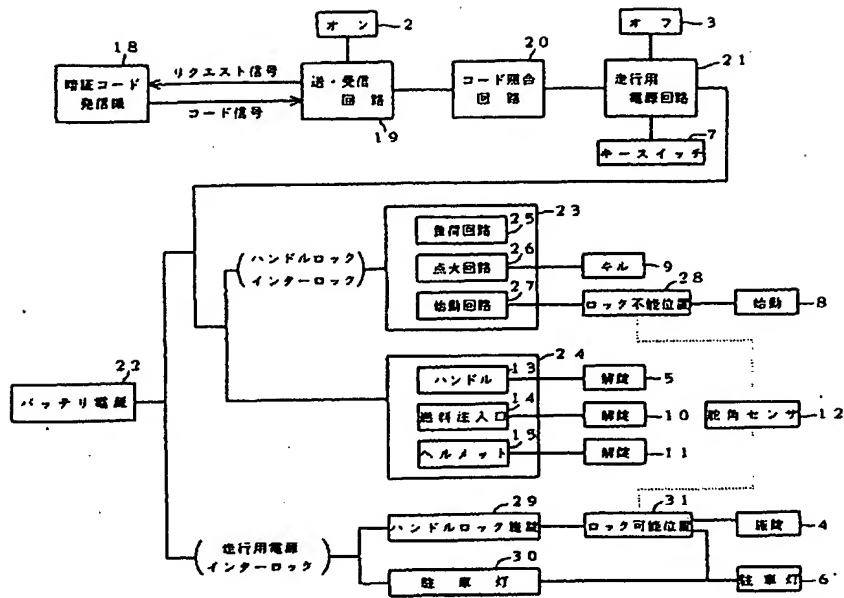 オン 2
オフ 3
18
20
21
リクエスト信号
暗証コード
発信機
送・受信
回路
コード照合
回路
走行用
電源回路
コード信号
19
7
キースイッチ
23
25
負荷回路
(ハンドルロック
インターロック)
26
点火回路
キル
9
27
28
始動回路
ロック不能位置
始動
8
24
22
13
ハンドル
解錠
5
バッテリ電源
14
燃料注入口
解錠
10
舵角センサ
12
15
ヘルメット
解錠
11
29
31
ハンドルロック施錠
ロック可能位置
施錠
4
(走行用電源
インターロック)
30
駐車灯
駐車灯
6